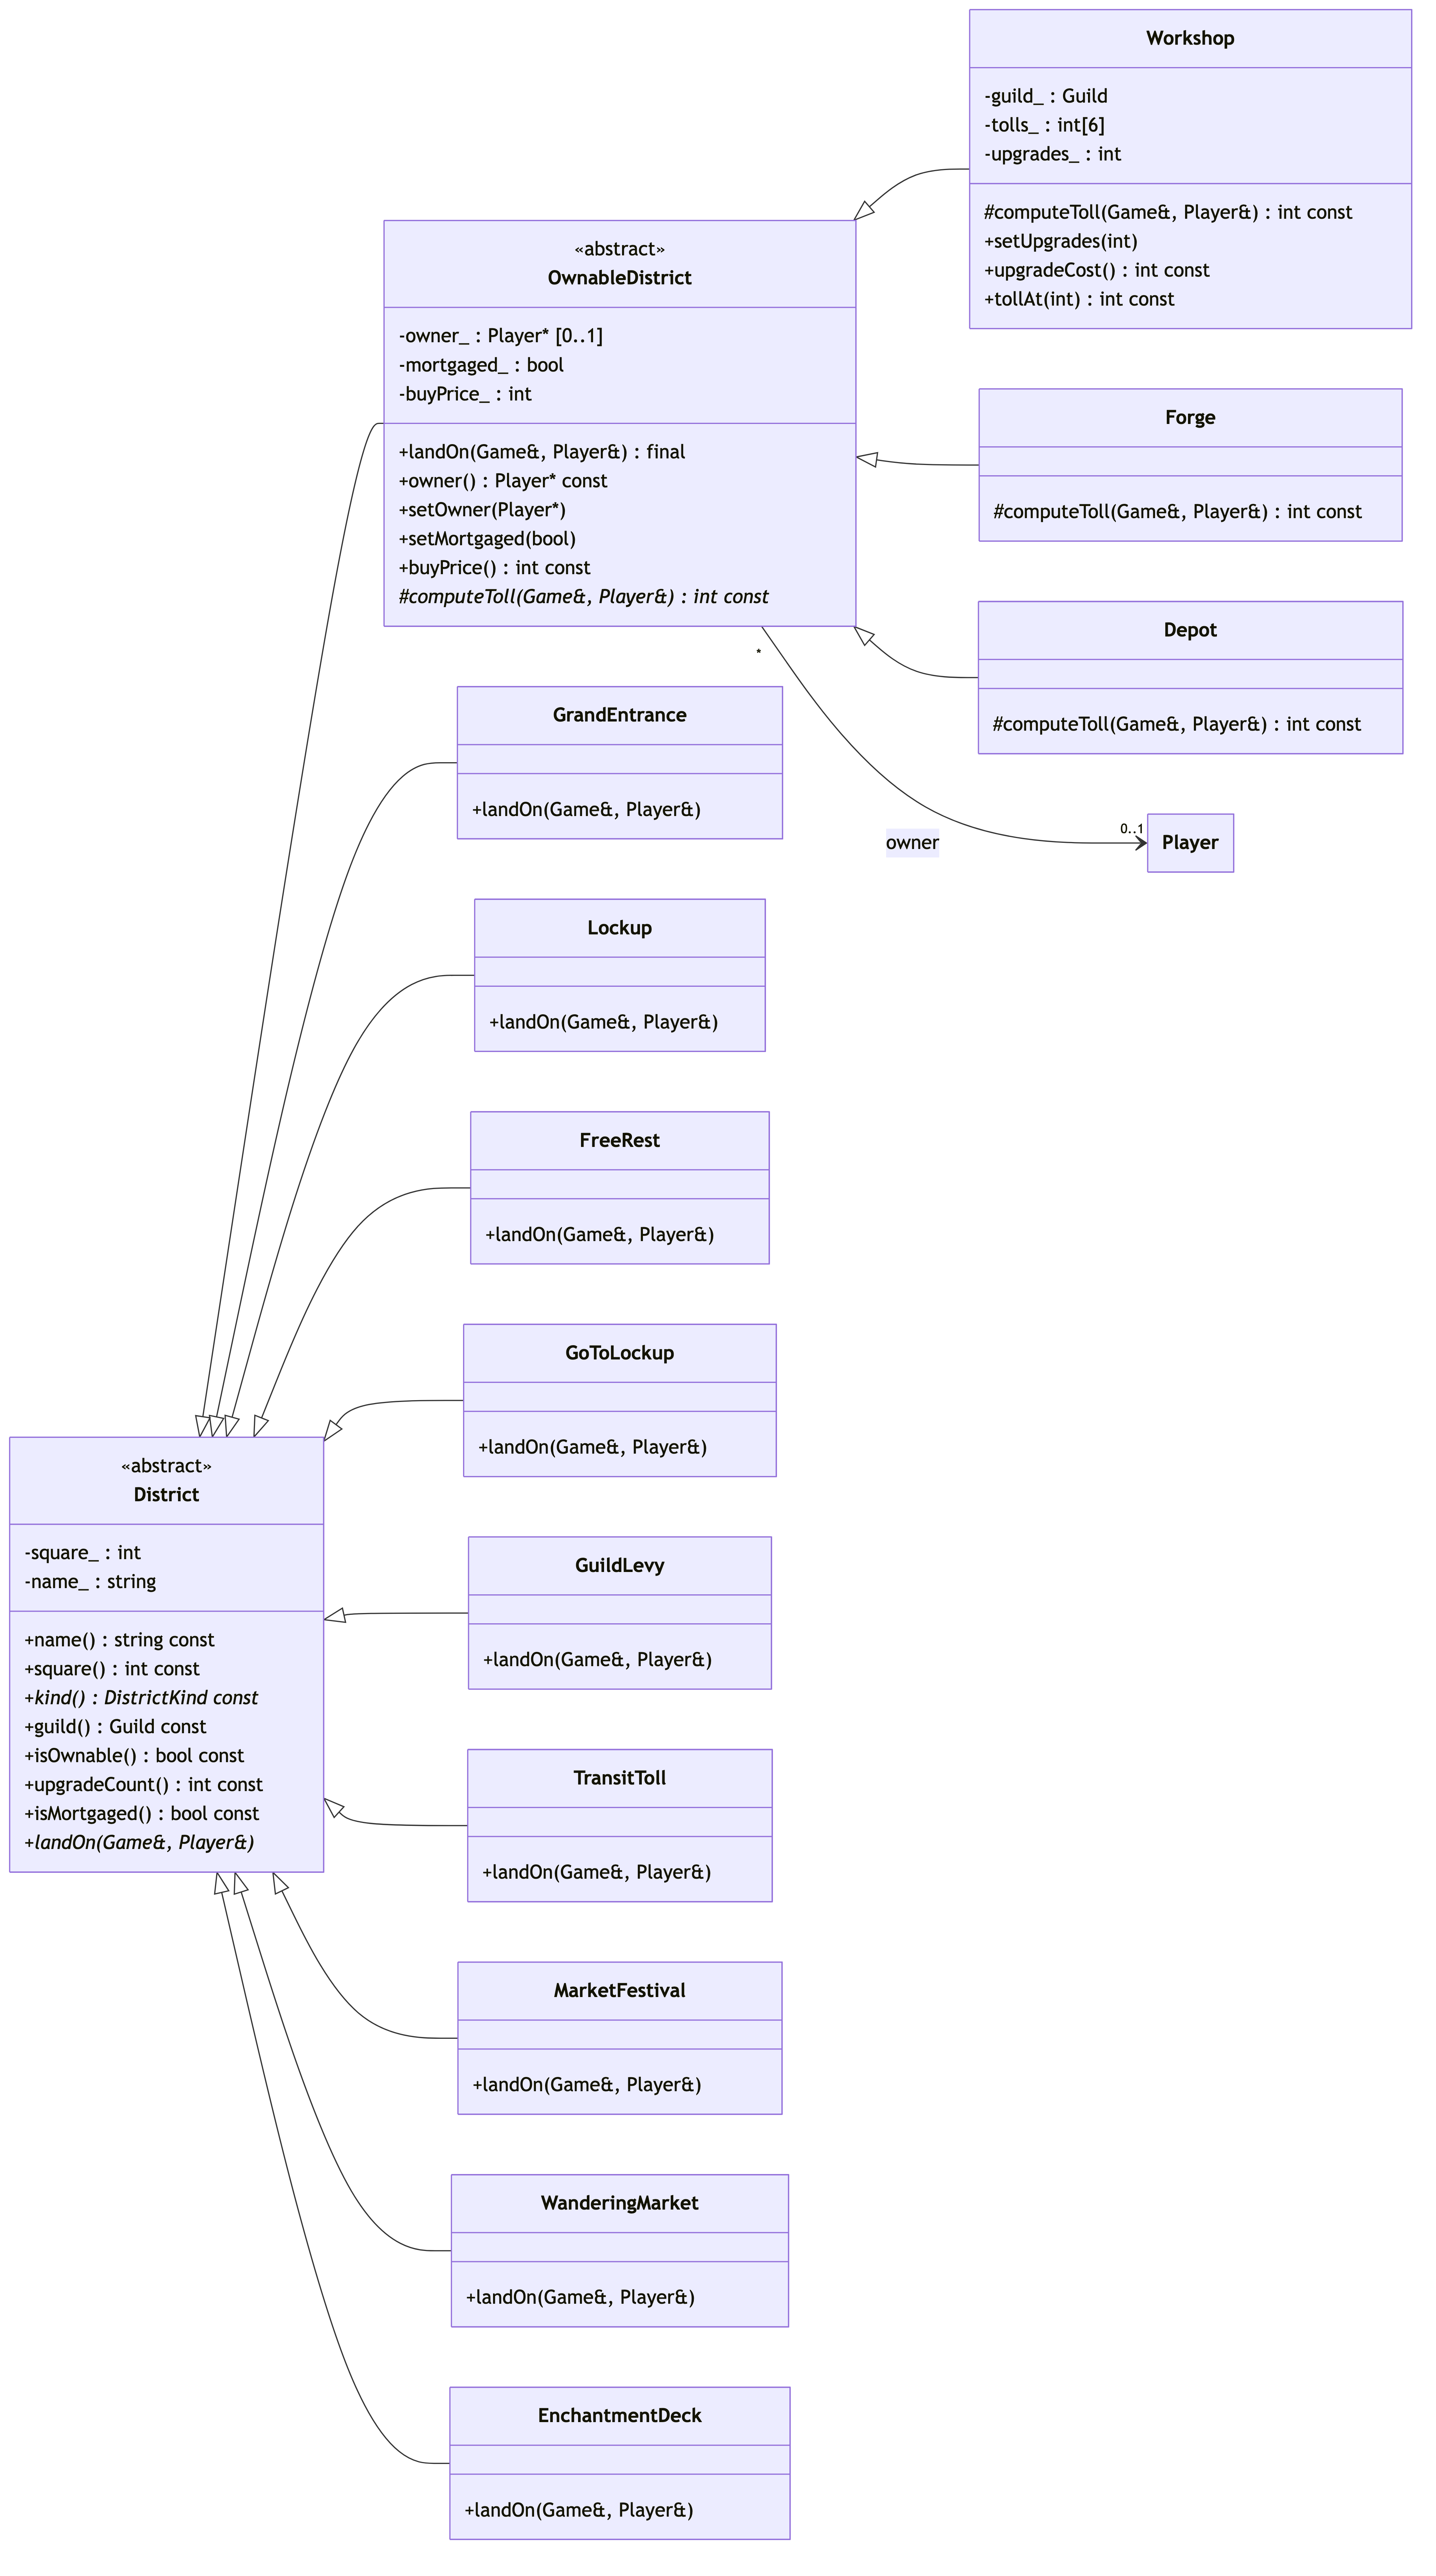 Workshop
-guild_ : Guild
-tolls_ : int[6]
-upgrades_ : int
#computeToll(Game&, Player&) : int const
+setUpgrades(int)
+upgradeCost() : int const
+tollAt(int) : int const
«abstract»
OwnableDistrict
-owner_ : Player* [0..1]
-mortgaged_ : bool
-buyPrice_ : int
+landOn(Game&, Player&) : final
+owner() : Player* const
+setOwner(Player*)
+setMortgaged(bool)
+buyPrice() : int const
#computeToll(Game&, Player&) : int const
Forge
#computeToll(Game&, Player&) : int const
Depot
#computeToll(Game&, Player&) : int const
*
owner
0..1
Player
GrandEntrance
+landOn(Game&, Player&)
Lockup
+landOn(Game&, Player&)
FreeRest
+landOn(Game&, Player&)
GoToLockup
+landOn(Game&, Player&)
«abstract»
District
-square_ : int
-name_ : string
+name() : string const
+square() : int const
+kind() : DistrictKind const
+guild() : Guild const
+isOwnable() : bool const
+upgradeCount() : int const
+isMortgaged() : bool const
+landOn(Game&, Player&)
GuildLevy
+landOn(Game&, Player&)
TransitToll
+landOn(Game&, Player&)
MarketFestival
+landOn(Game&, Player&)
WanderingMarket
+landOn(Game&, Player&)
EnchantmentDeck
+landOn(Game&, Player&)